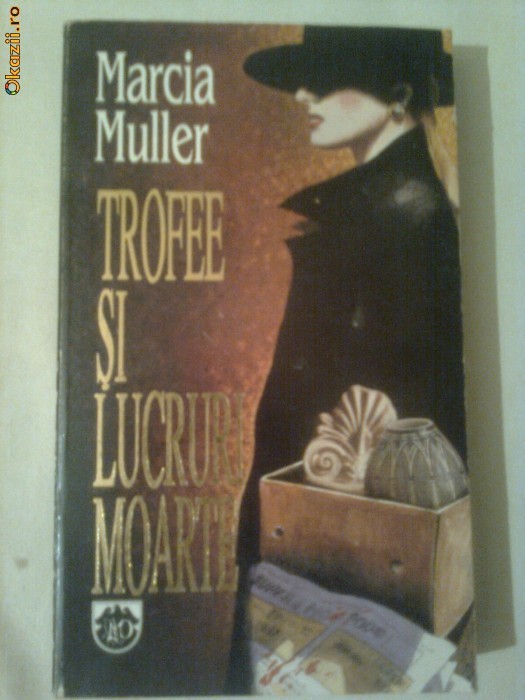 Okazii.ro
Marcia
Muller
TROFEE
ȘI
LUCRURI
MOARTE